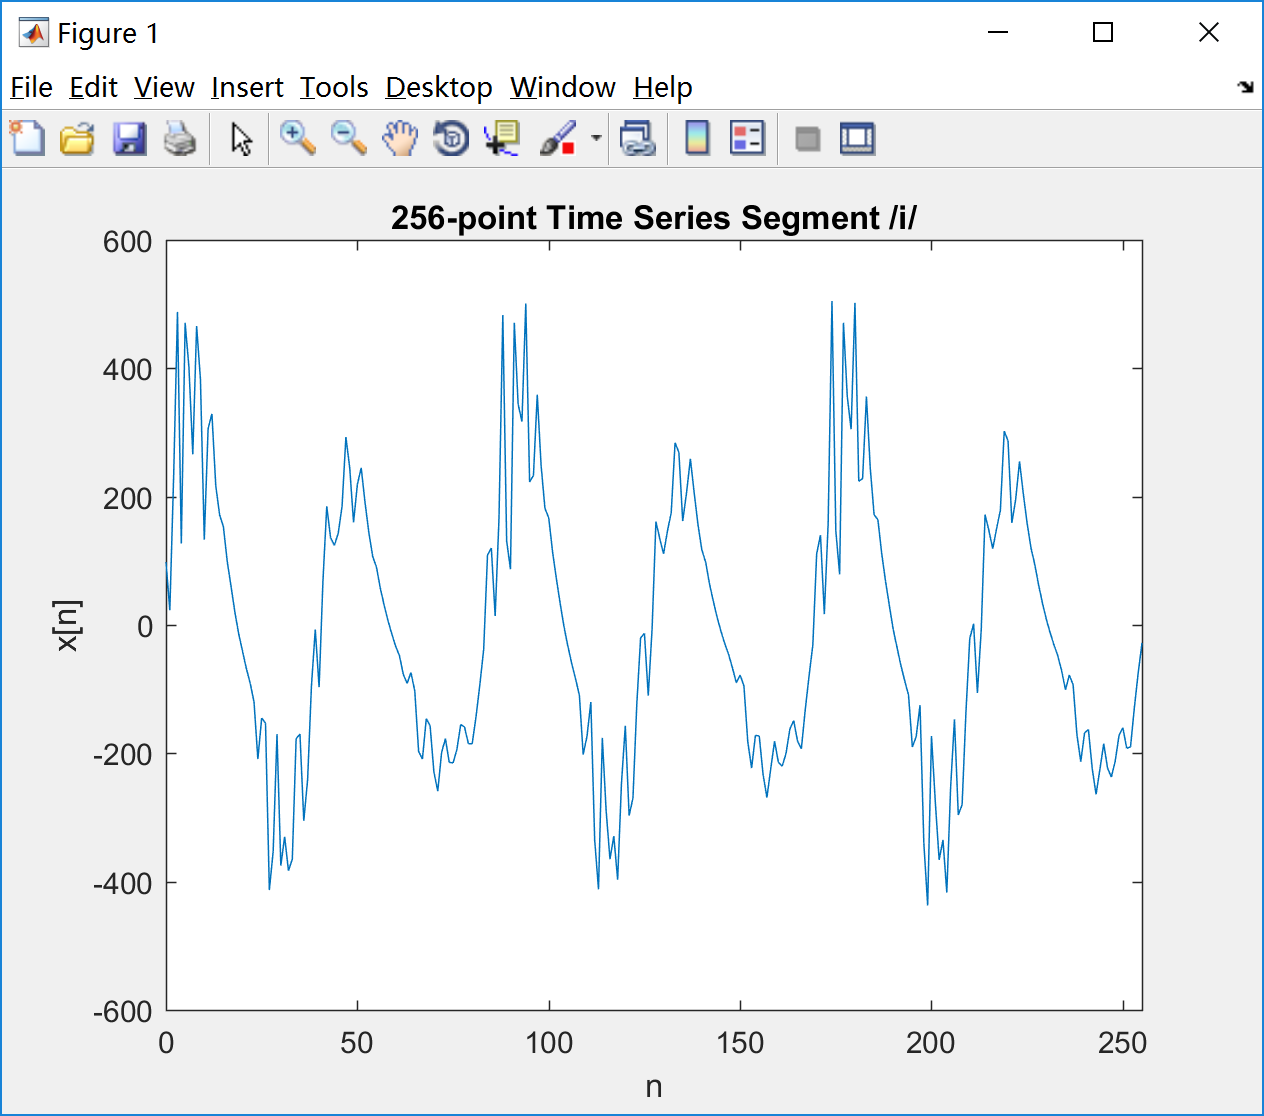 Figure 1
File Edit View Insert Tools Desktop Window Help
256-point Time Series Segment /i/
600
400
200
0
-200
-400
-600
x[n]
0 50 100 150 200 250
n